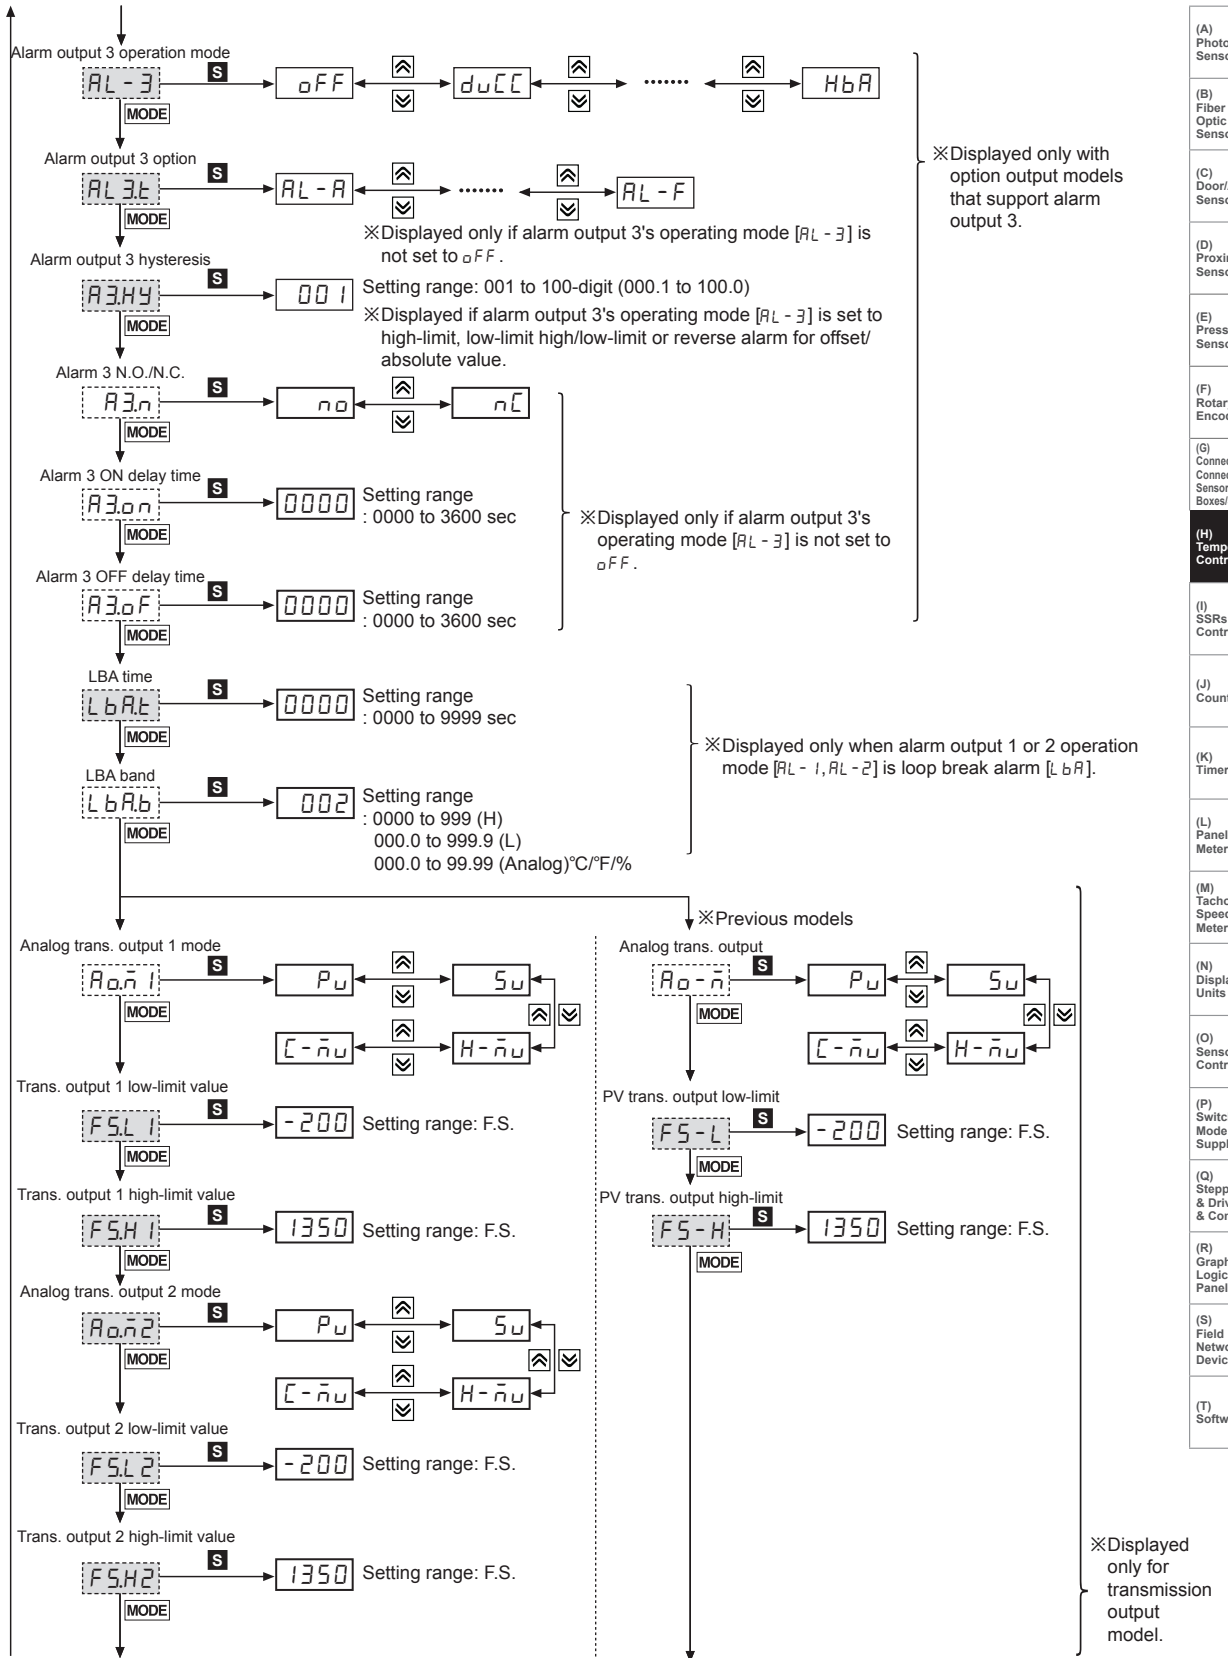 Alarm output 3 operation mode
AL-3 S oFF duCC ······· HbA
MODE
Alarm output 3 option
AL3.t S AL-A ······· AL-F
MODE
※Displayed only if alarm output 3's operating mode [AL-3] is
not set to oFF.
Alarm output 3 hysteresis
A3.HY S 001 Setting range: 001 to 100-digit (000.1 to 100.0)
MODE
※Displayed if alarm output 3's operating mode [AL-3] is set to
high-limit, low-limit high/low-limit or reverse alarm for offset/
absolute value.
Alarm 3 N.O./N.C.
A3.n S no nC
MODE
Alarm 3 ON delay time
A3.on S 0000 Setting range
: 0000 to 3600 sec
MODE
Alarm 3 OFF delay time
A3.oF S 0000 Setting range
: 0000 to 3600 sec
MODE
※Displayed only if alarm output 3's
operating mode [AL-3] is not set to
oFF.
※Displayed only with
option output models
that support alarm
output 3.
LBA time
LbA.t S 0000 Setting range
: 0000 to 9999 sec
MODE
LBA band
LbA.b S 002 Setting range
: 0000 to 999 (H)
000.0 to 999.9 (L)
000.0 to 99.99 (Analog)°C/°F/%
MODE
※Displayed only when alarm output 1 or 2 operation
mode [AL-1,AL-2] is loop break alarm [LbA].
Analog trans. output 1 mode
Ao.m1 S Pv Sv
MODE
C-mv H-mv
Trans. output 1 low-limit value
FS.L1 S -200 Setting range: F.S.
MODE
Trans. output 1 high-limit value
FS.H1 S 1350 Setting range: F.S.
MODE
Analog trans. output 2 mode
Ao.m2 S Pv Sv
MODE
C-mv H-mv
Trans. output 2 low-limit value
FS.L2 S -200 Setting range: F.S.
MODE
Trans. output 2 high-limit value
FS.H2 S 1350 Setting range: F.S.
MODE
※Previous models
Analog trans. output
Ao-m S Pv Sv
MODE
C-mv H-mv
PV trans. output low-limit
FS-L S -200 Setting range: F.S.
MODE
PV trans. output high-limit
FS-H S 1350 Setting range: F.S.
MODE
※Displayed
only for
transmission
output
model.
(A)
(B)
Fiber
Optic
(C)
(D)
(E)
(F)
(G)
(H)
(I)
SSRs
(J)
(K)
(L)
(M)
(N)
Units
(O)
(P)
(Q)
(R)
(S)
Field
(T)